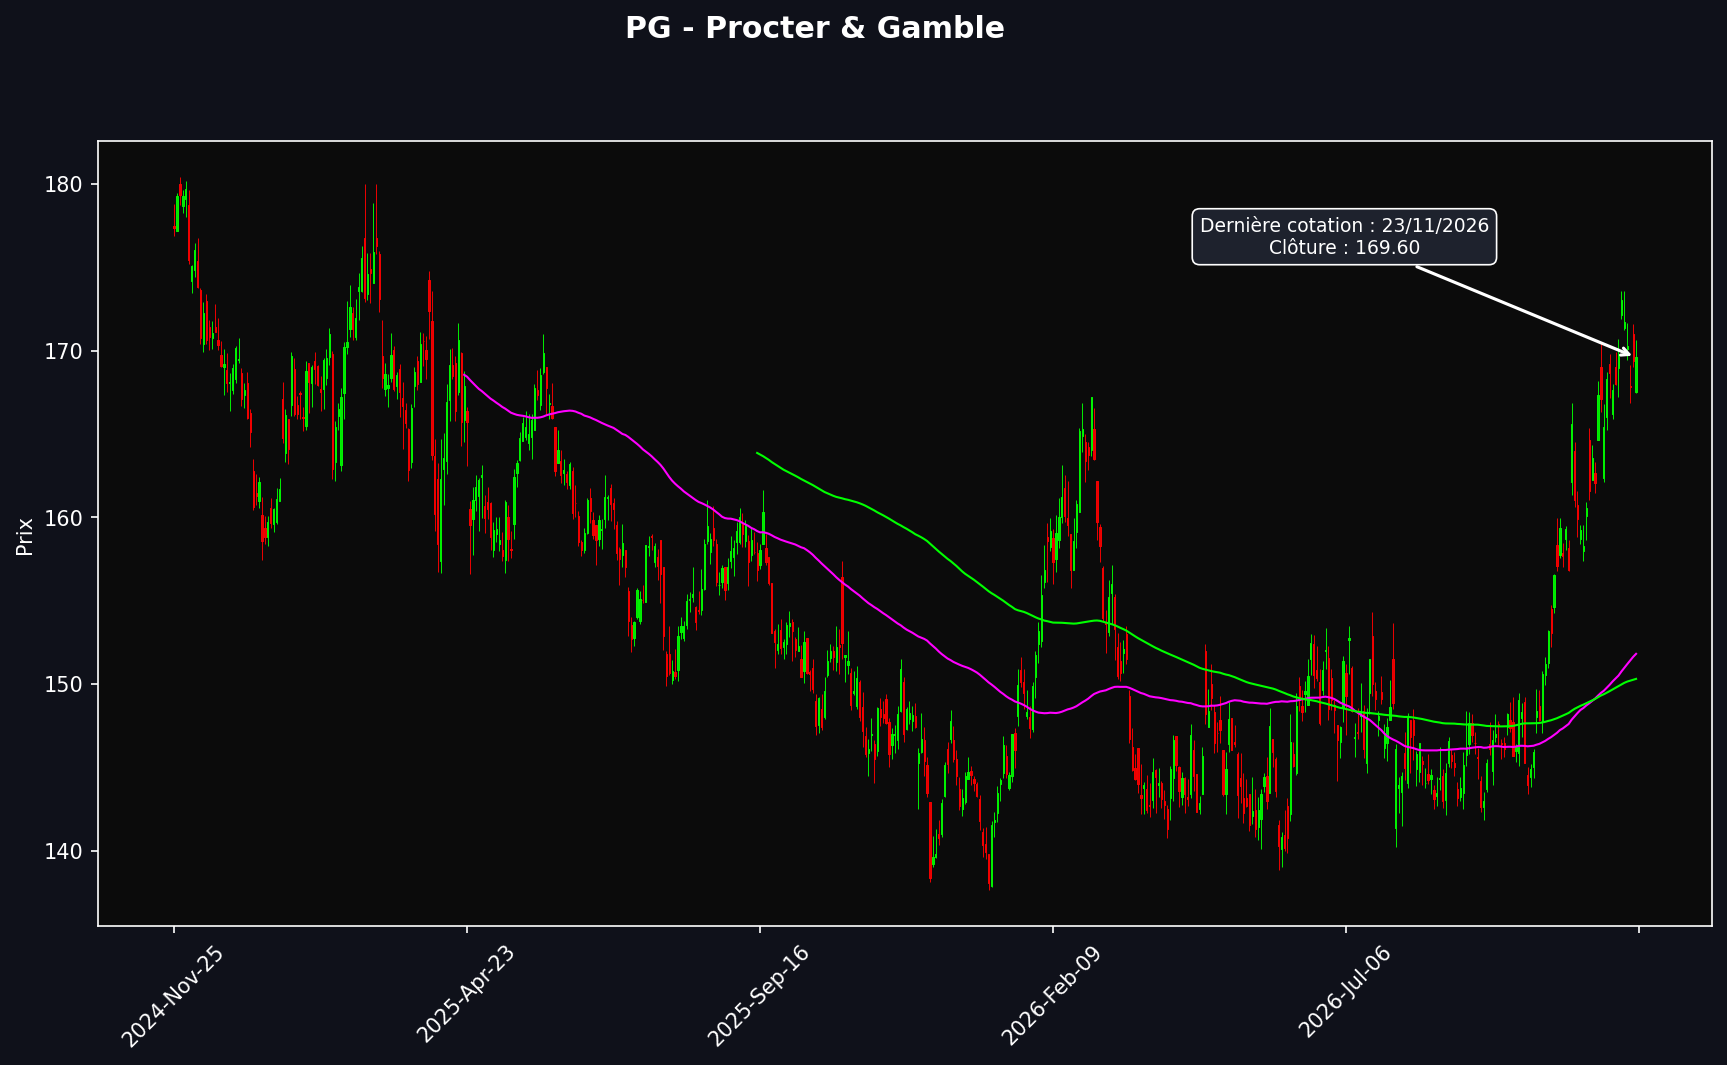 PG - Procter & Gamble
Dernière cotation : 23/11/2026
Clôture : 169.60
180
170
160
150
140
Prix
2024-Nov-25
2025-Apr-23
2025-Sep-16
2026-Feb-09
2026-Jul-06